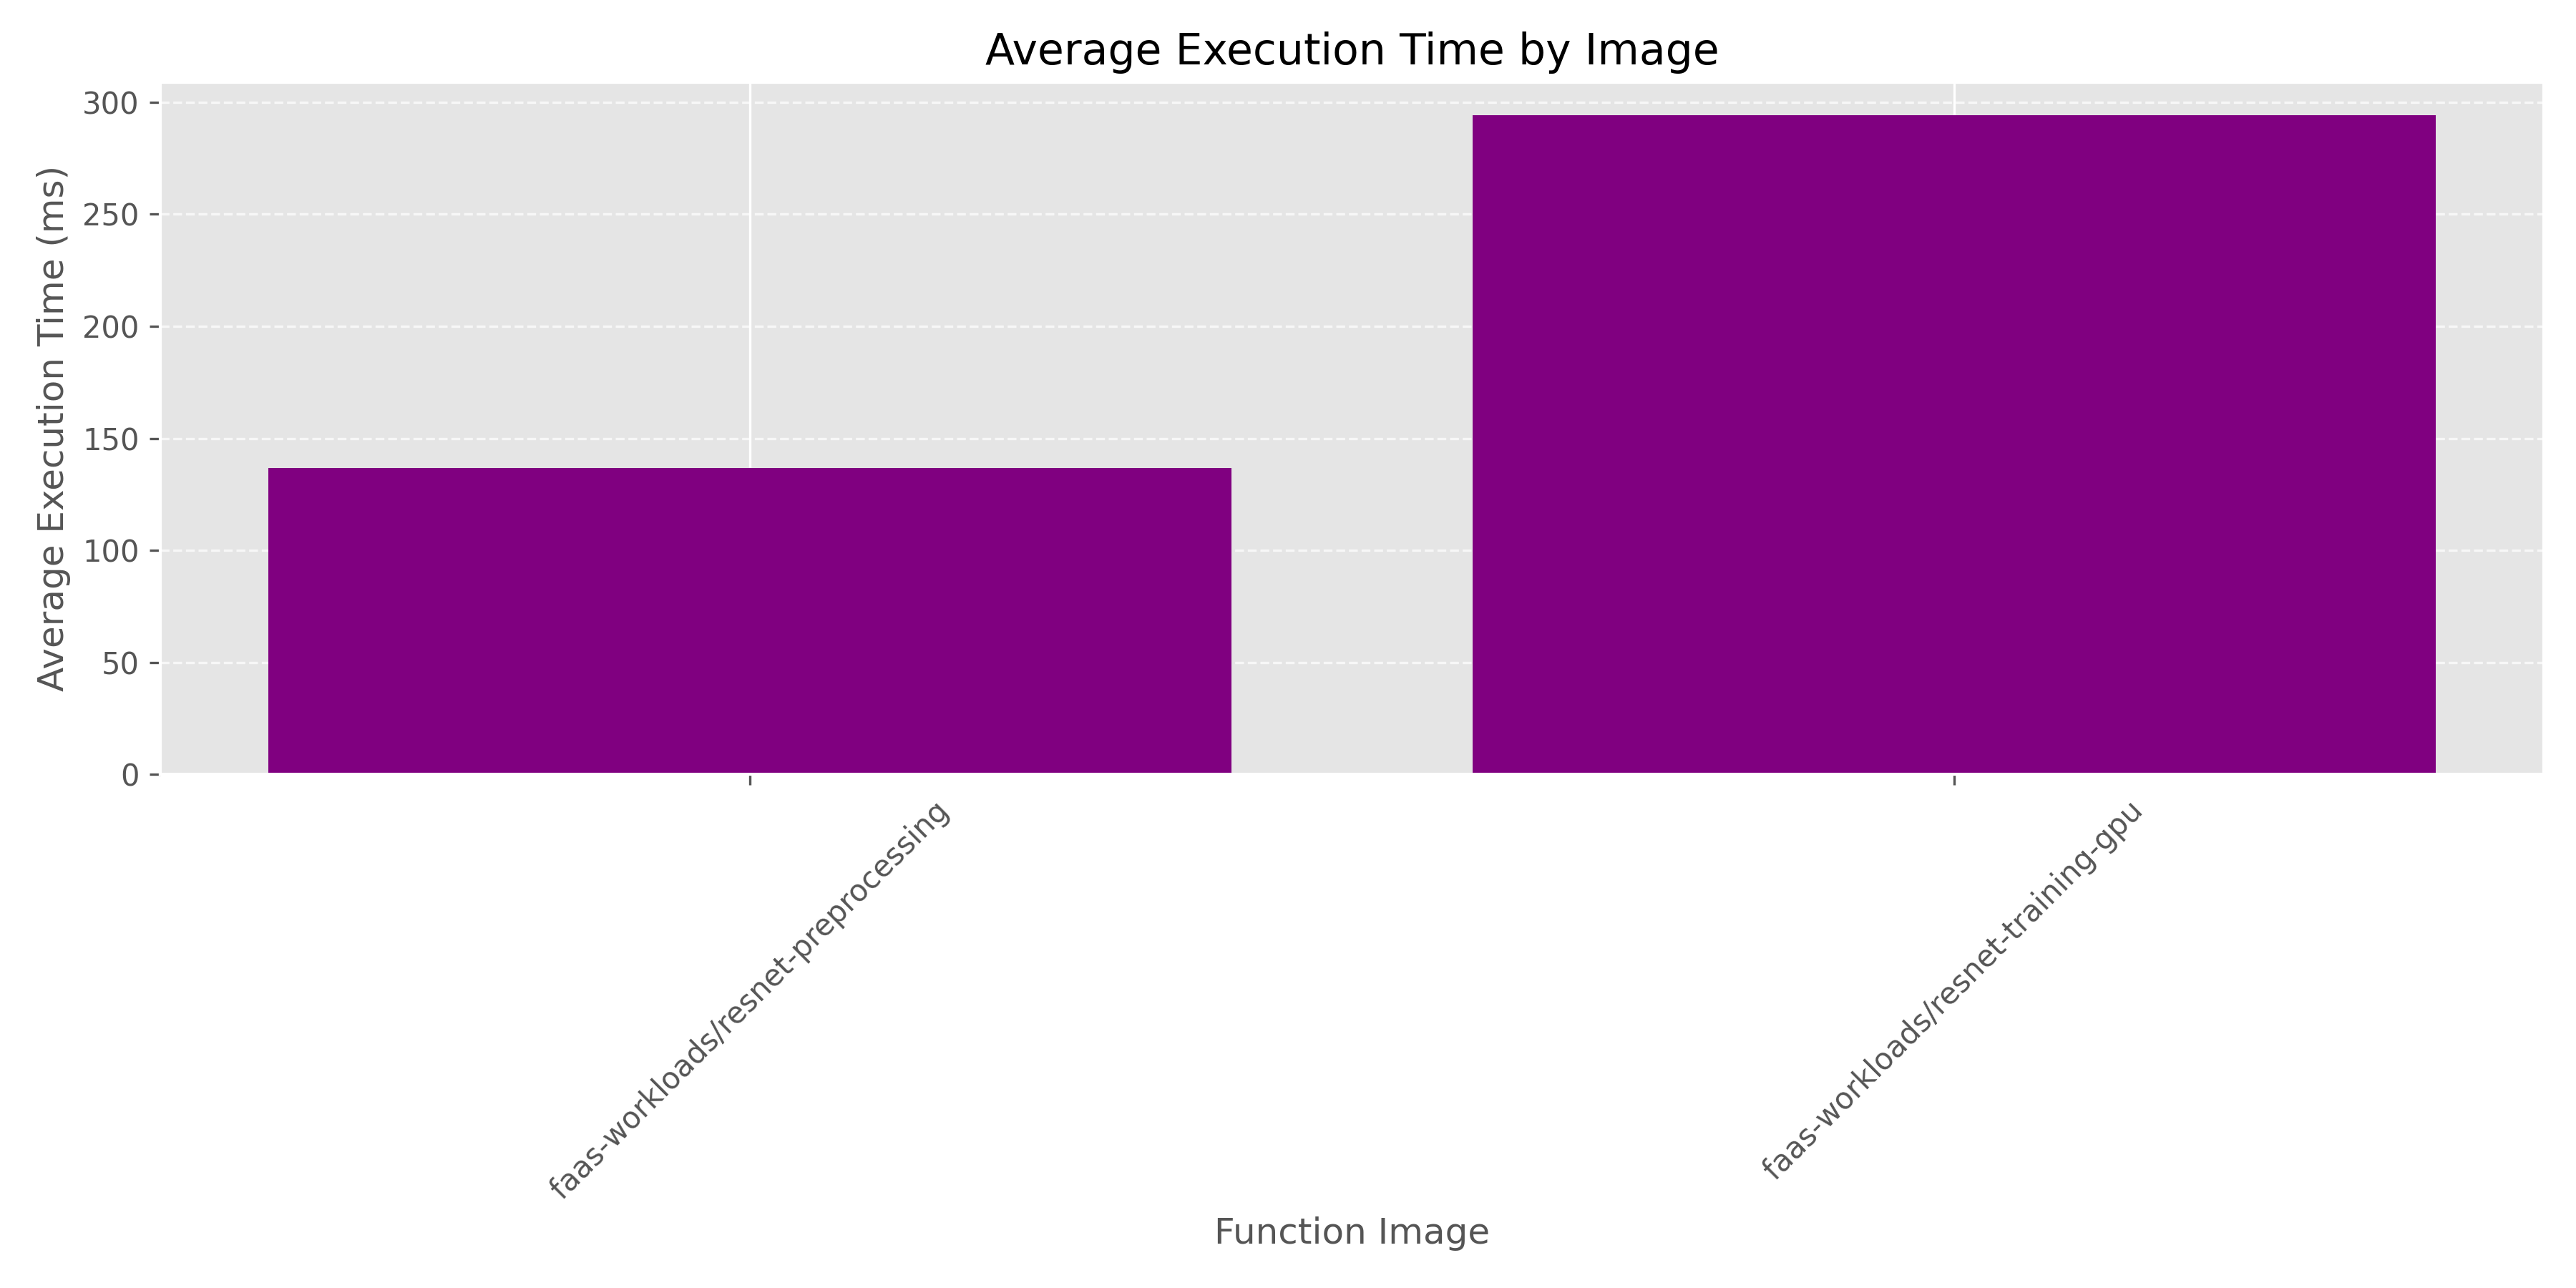 Average Execution Time by Image
Average Execution Time (ms)
300
250
200
150
100
50
0
faas-workloads/resnet-preprocessing
faas-workloads/resnet-training-gpu
Function Image